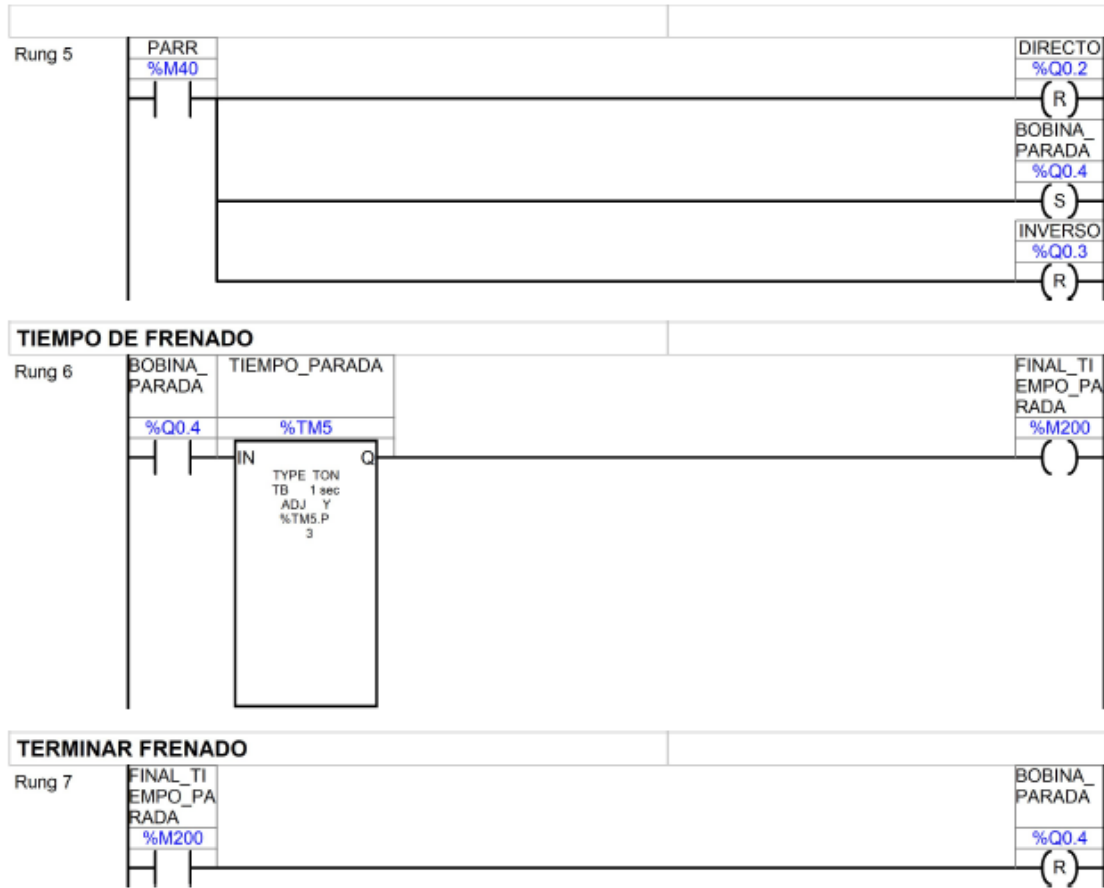 Rung 5
PARR
%M40
DIRECTO
%Q0.2
R
BOBINA_
PARADA
%Q0.4
S
INVERSO
%Q0.3
R
TIEMPO DE FRENADO
Rung 6
BOBINA_
PARADA
%Q0.4
TIEMPO_PARADA
%TM5
IN Q
TYPE TON
TB 1 sec
ADJ Y
%TM5.P
3
FINAL_TI
EMPO_PA
RADA
%M200
TERMINAR FRENADO
Rung 7
FINAL_TI
EMPO_PA
RADA
%M200
BOBINA_
PARADA
%Q0.4
R